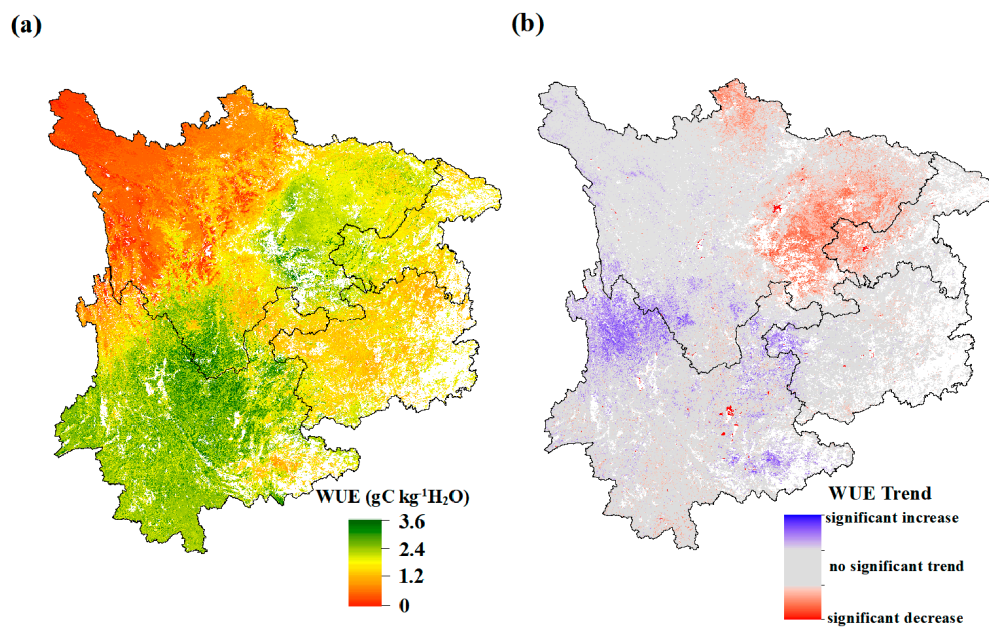 (a)
(b)
WUE (gC kg⁻¹H₂O)
3.6
2.4
1.2
0
WUE Trend
significant increase
no significant trend
significant decrease